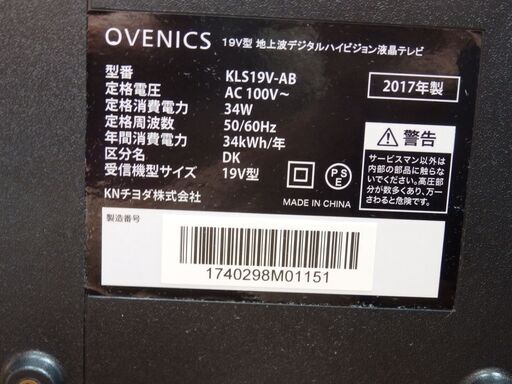 OVENICS 19V型 地上波デジタルハイビジョン液晶テレビ
型番 KLS19V-AB
定格電圧 AC 100V～
定格消費電力 34W
定格周波数 50/60Hz
年間消費電力 34kWh/年
区分名 DK
受信機型サイズ 19V型
KNチヨダ株式会社
2017年製
警告
サービスマン以外は
内部の部品に触らない
でください。高圧部
分が数多くあり、万一
さわると危険です。
PSE
MADE IN CHINA
製造番号
1740298M01151